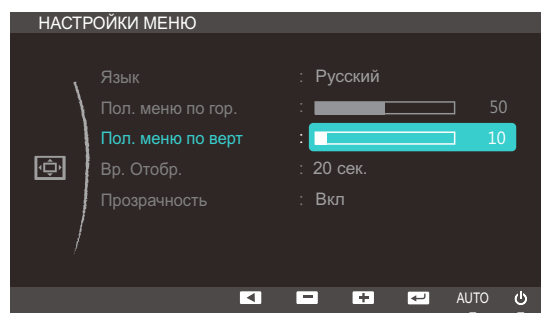 НАСТРОЙКИ МЕНЮ
Язык : Русский
Пол. меню по гор. : 50
Пол. меню по верт : 10
Вр. Отобр. : 20 сек.
Прозрачность : Вкл
AUTO